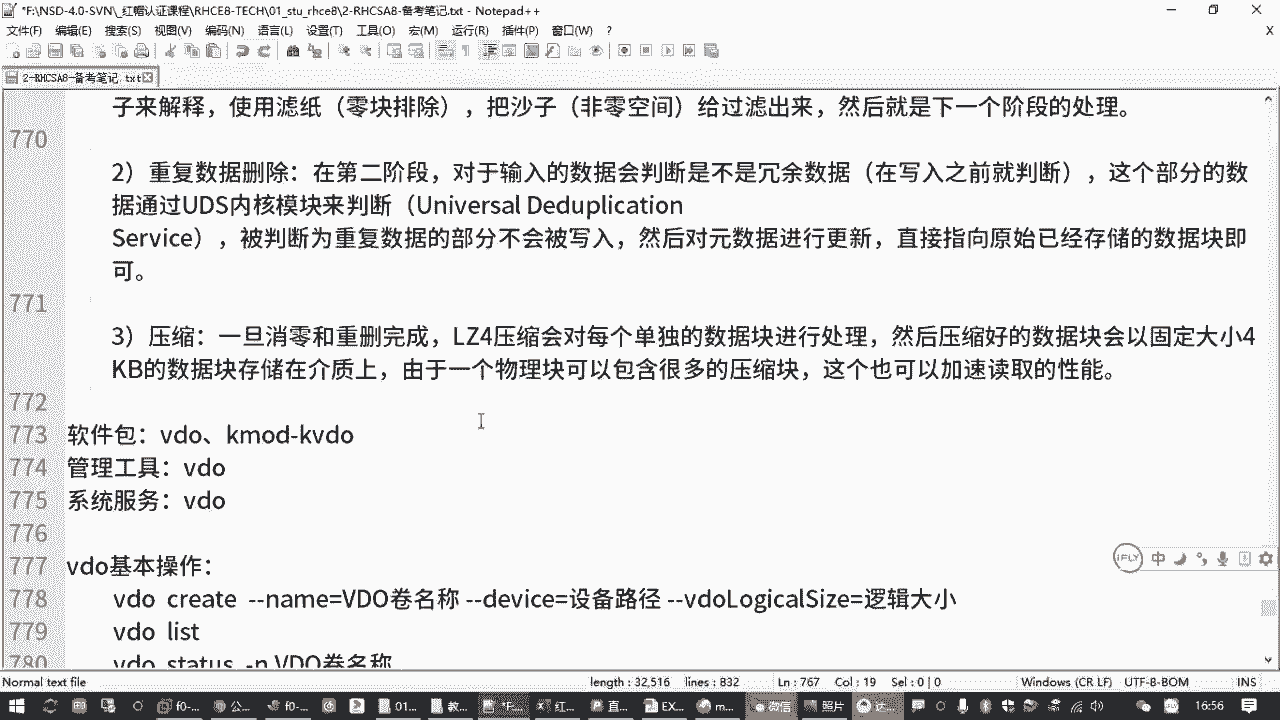 *F:\NSD-4.0-SVN\_红帽认证课程\RHCE8-TECH\01_stu_rhce8\2-RHCSA8-备考笔记.txt - Notepad++
文件(F) 编辑(E) 搜索(S) 视图(V) 编码(N) 语言(L) 设置(T) 工具(O) 宏(M) 运行(R) 插件(P) 窗口(W) ? X
2-RHCSA8-备考笔记.txt
子来解释，使用滤纸（零块排除），把沙子（非零空间）给过滤出来，然后就是下一个阶段的处理。
770
2）重复数据删除：在第二阶段，对于输入的数据会判断是不是冗余数据（在写入之前就判断），这个部分的数
据通过UDS内核模块来判断（Universal Deduplication
Service），被判断为重复数据的部分不会被写入，然后对元数据进行更新，直接指向原始已经存储的数据块即
可。
771
3）压缩：一旦消零和重删完成，LZ4压缩会对每个单独的数据块进行处理，然后压缩好的数据块会以固定大小4
KB的数据块存储在介质上，由于一个物理块可以包含很多的压缩块，这个也可以加速读取的性能。
772
773 软件包：vdo、kmod-kvdo
774 管理工具：vdo
775 系统服务：vdo
776
777 vdo基本操作：
778 vdo create --name=VDO卷名称 --device=设备路径 --vdoLogicalSize=逻辑大小
779 vdo list
780 vdo status -n VDO卷名称
iFLY 中
Normal text file length : 32,516 lines : 832 Ln : 767 Col : 19 Sel : 0 | 0 Windows (CR LF) UTF-8-BOM INS
f0-... 公... f0-... 01... 教... *F... 红... 直... EX... m... 微信 照片 16:56